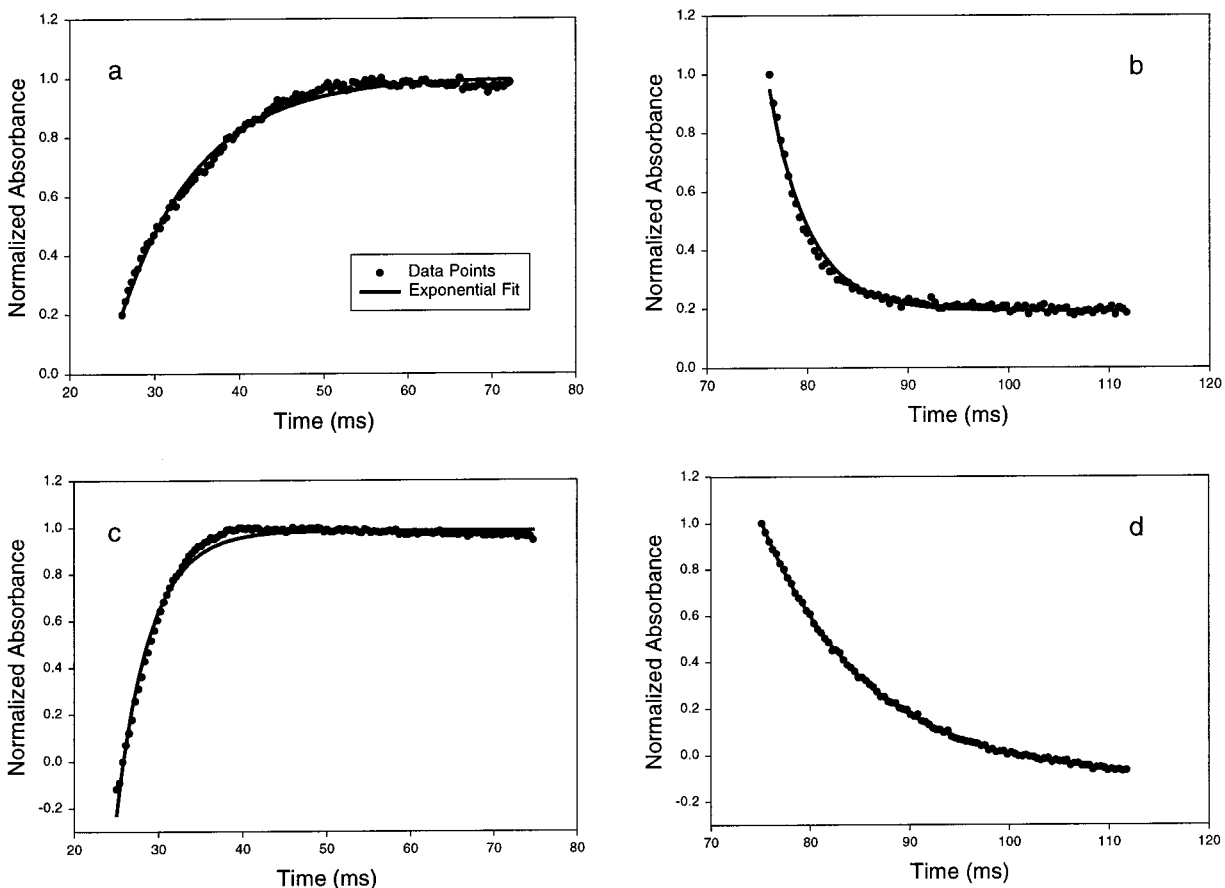 a
1.2
1.0
0.8
0.6
0.4
0.2
0.0
20 30 40 50 60 70 80
Normalized Absorbance
Time (ms)
Data Points
Exponential Fit
b
1.2
1.0
0.8
0.6
0.4
0.2
0.0
70 80 90 100 110 120
Normalized Absorbance
Time (ms)
c
1.2
1.0
0.8
0.6
0.4
0.2
0.0
-0.2
20 30 40 50 60 70 80
Normalized Absorbance
Time (ms)
d
1.2
1.0
0.8
0.6
0.4
0.2
0.0
-0.2
70 80 90 100 110 120
Normalized Absorbance
Time (ms)